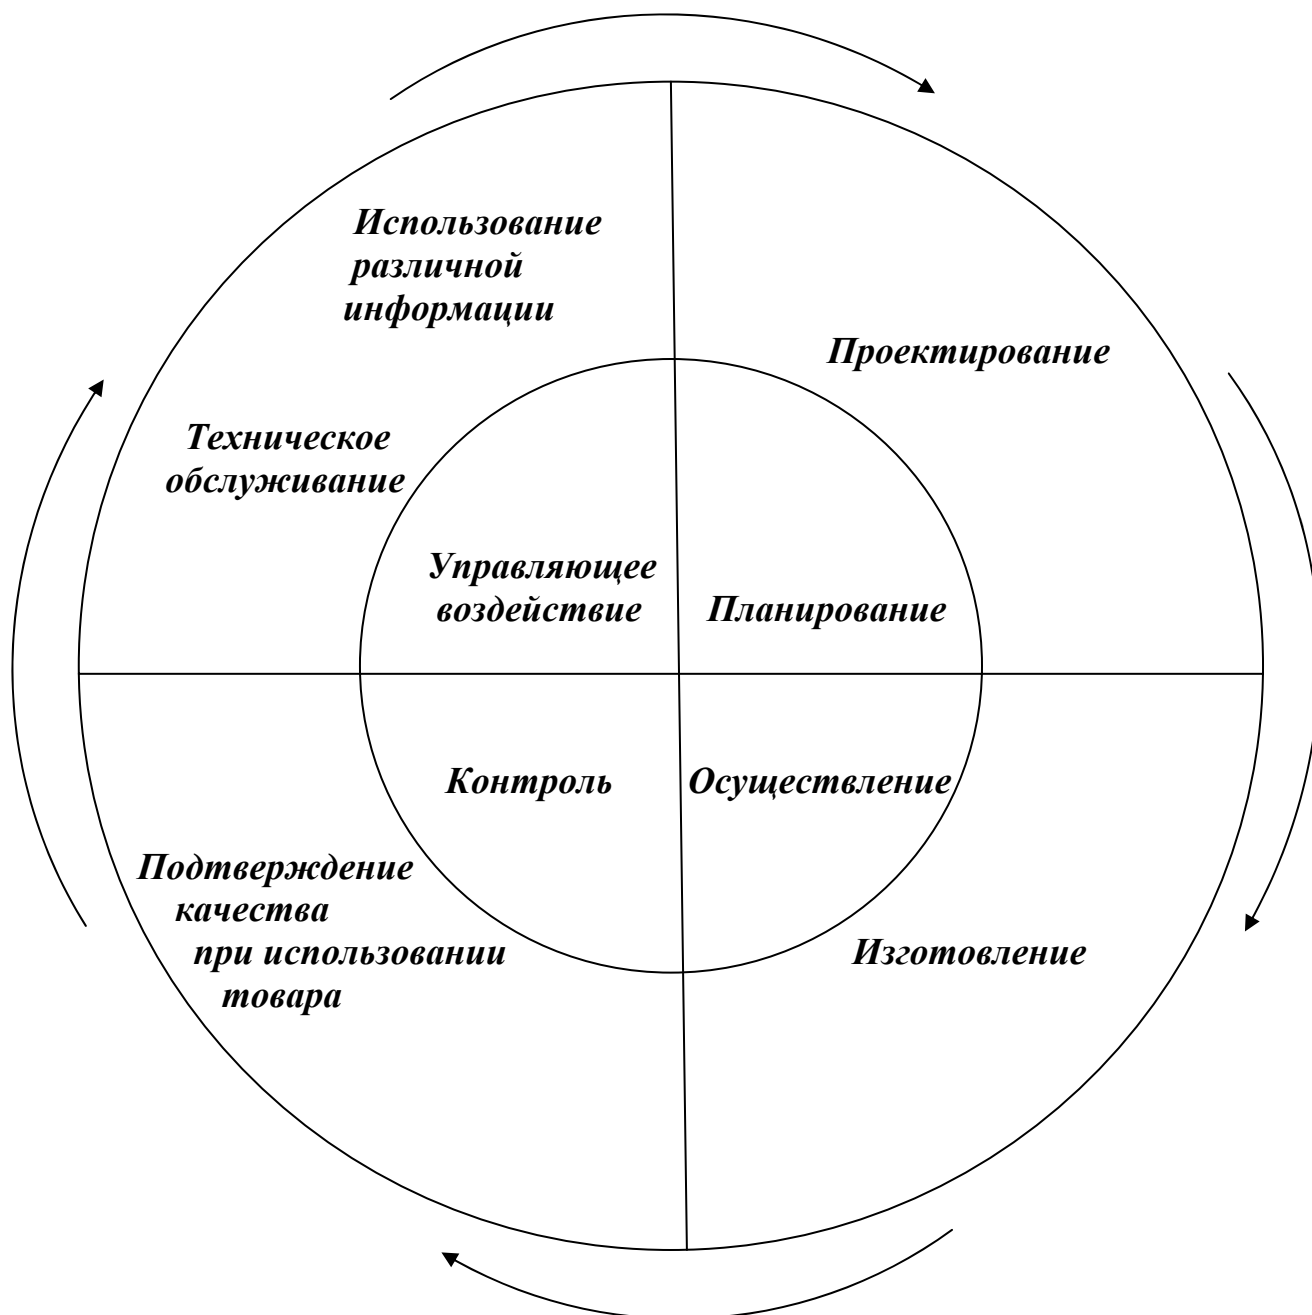 Использование
различной
информации
Проектирование
Техническое
обслуживание
Управляющее
воздействие
Планирование
Контроль
Осуществление
Подтверждение
качества
при использовании
товара
Изготовление